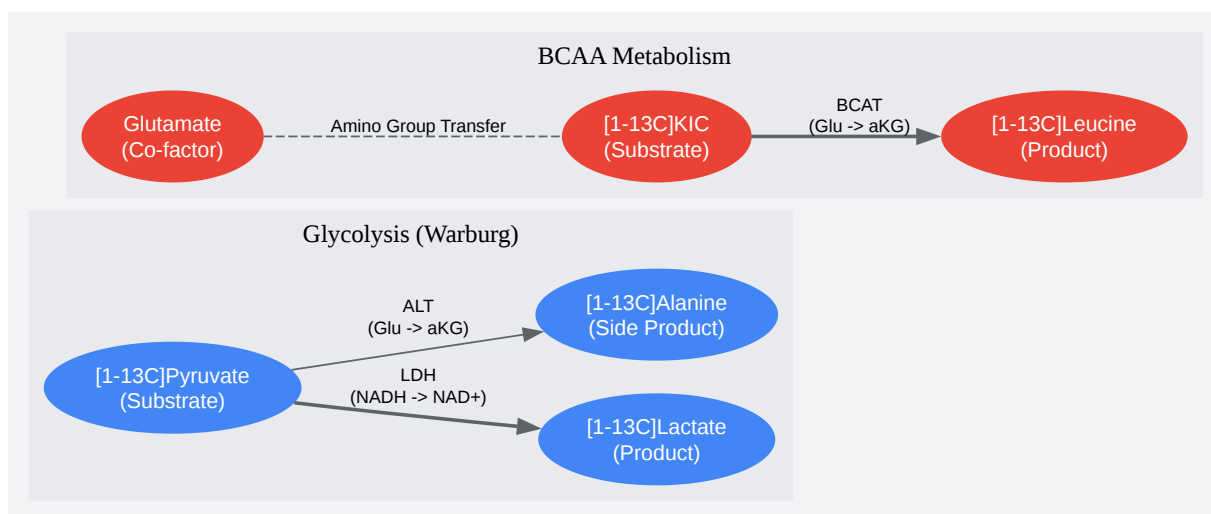 BCAA Metabolism
Glutamate
(Co-factor)
Amino Group Transfer
[1-13C]KIC
(Substrate)
BCAT
(Glu -> aKG)
[1-13C]Leucine
(Product)
Glycolysis (Warburg)
[1-13C]Pyruvate
(Substrate)
ALT
(Glu -> aKG)
[1-13C]Alanine
(Side Product)
LDH
(NADH -> NAD+)
[1-13C]Lactate
(Product)